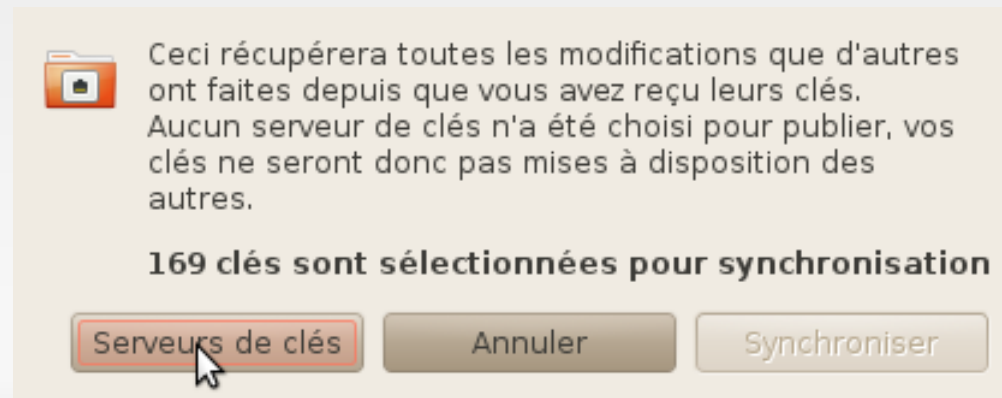 Ceci récupérera toutes les modifications que d'autres
ont faites depuis que vous avez reçu leurs clés.
Aucun serveur de clés n'a été choisi pour publier, vos
clés ne seront donc pas mises à disposition des
autres.
169 clés sont sélectionnées pour synchronisation
Serveurs de clés
Annuler
Synchroniser